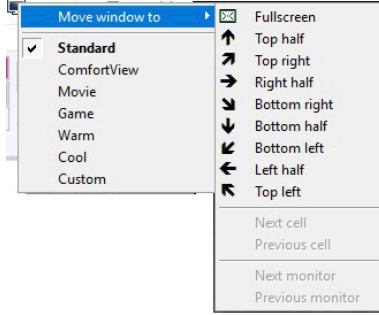 Move window to
Standard
ComfortView
Movie
Game
Warm
Cool
Custom
Fullscreen
Top half
Top right
Right half
Bottom right
Bottom half
Bottom left
Left half
Top left
Next cell
Previous cell
Next monitor
Previous monitor